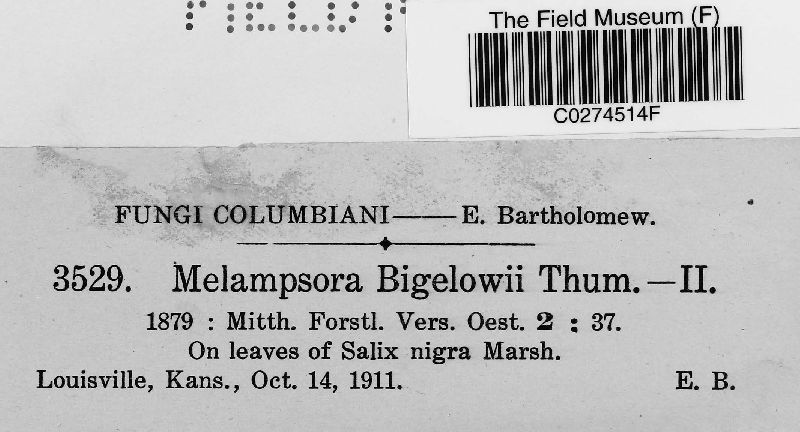 FIELD
The Field Museum (F)
C0274514F
FUNGI COLUMBIANI——E. Bartholomew.
3529. Melampsora Bigelowii Thum.—II.
1879 : Mitth. Forstl. Vers. Oest. 2 : 37.
On leaves of Salix nigra Marsh.
Louisville, Kans., Oct. 14, 1911. E. B.